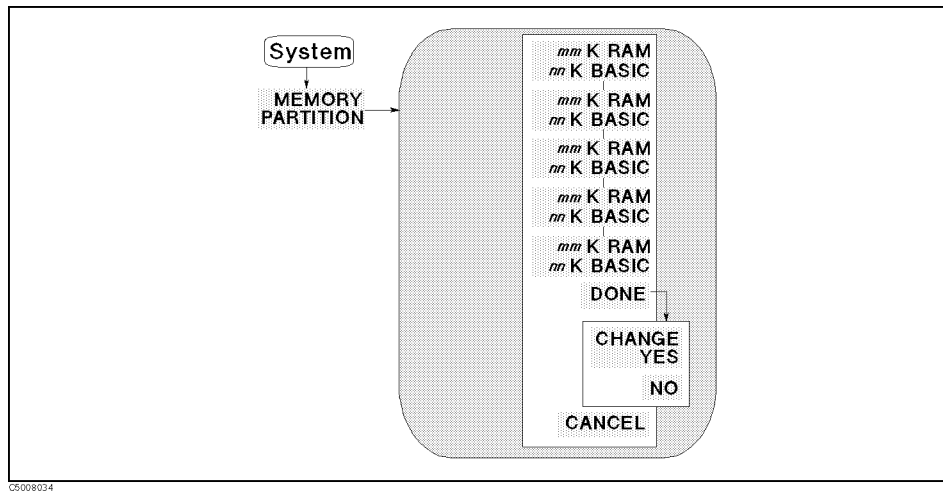 System
MEMORY
PARTITION
mm K RAM
nn K BASIC
mm K RAM
nn K BASIC
mm K RAM
nn K BASIC
mm K RAM
nn K BASIC
mm K RAM
nn K BASIC
DONE
CHANGE
YES
NO
CANCEL
C5008034